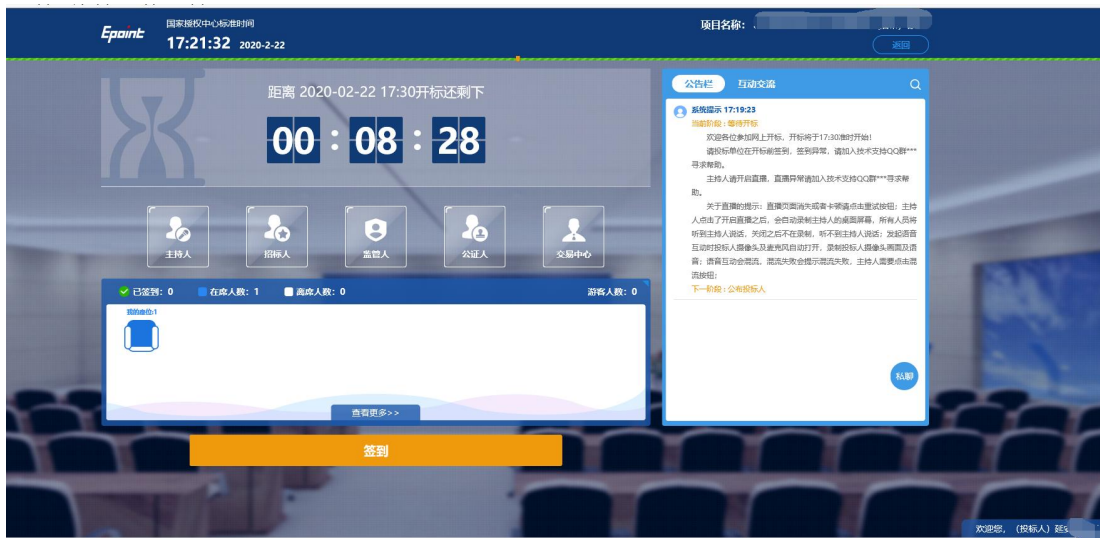 Epoint
国家授权中心标准时间
17:21:32 2020-2-22
项目名称：
返回
距离 2020-02-22 17:30开标还剩下
00 : 08 : 28
主持人
招标人
监管人
公证人
交易中心
已签到：0 在席人数：1 离席人数：0 游客人数：0
我的座位:1
查看更多>>
签到
公告栏 互动交流
系统提示 17:19:23
当前阶段：等待开标
欢迎各位参加网上开标，开标将于17:30准时开始!
请投标单位在开标前签到，签到异常，请加入技术支持QQ群***
寻求帮助。
主持人请开启直播，直播异常请加入技术支持QQ群***寻求帮
助。
关于直播的提示：直播页面消失或者卡顿请点击重试按钮；主持
人点击了开启直播之后，会自动录制主持人的桌面屏幕，所有人员将
听到主持人说话，关闭之后不在录制，听不到主持人说话；发起语音
互动时投标人摄像头及麦克风自动打开，录制投标人摄像头画面及语
音；语音互动会混流，混流失败会提示混流失败，主持人需要点击混
流按钮；
下一阶段：公布投标人
私聊
欢迎您，（投标人）延